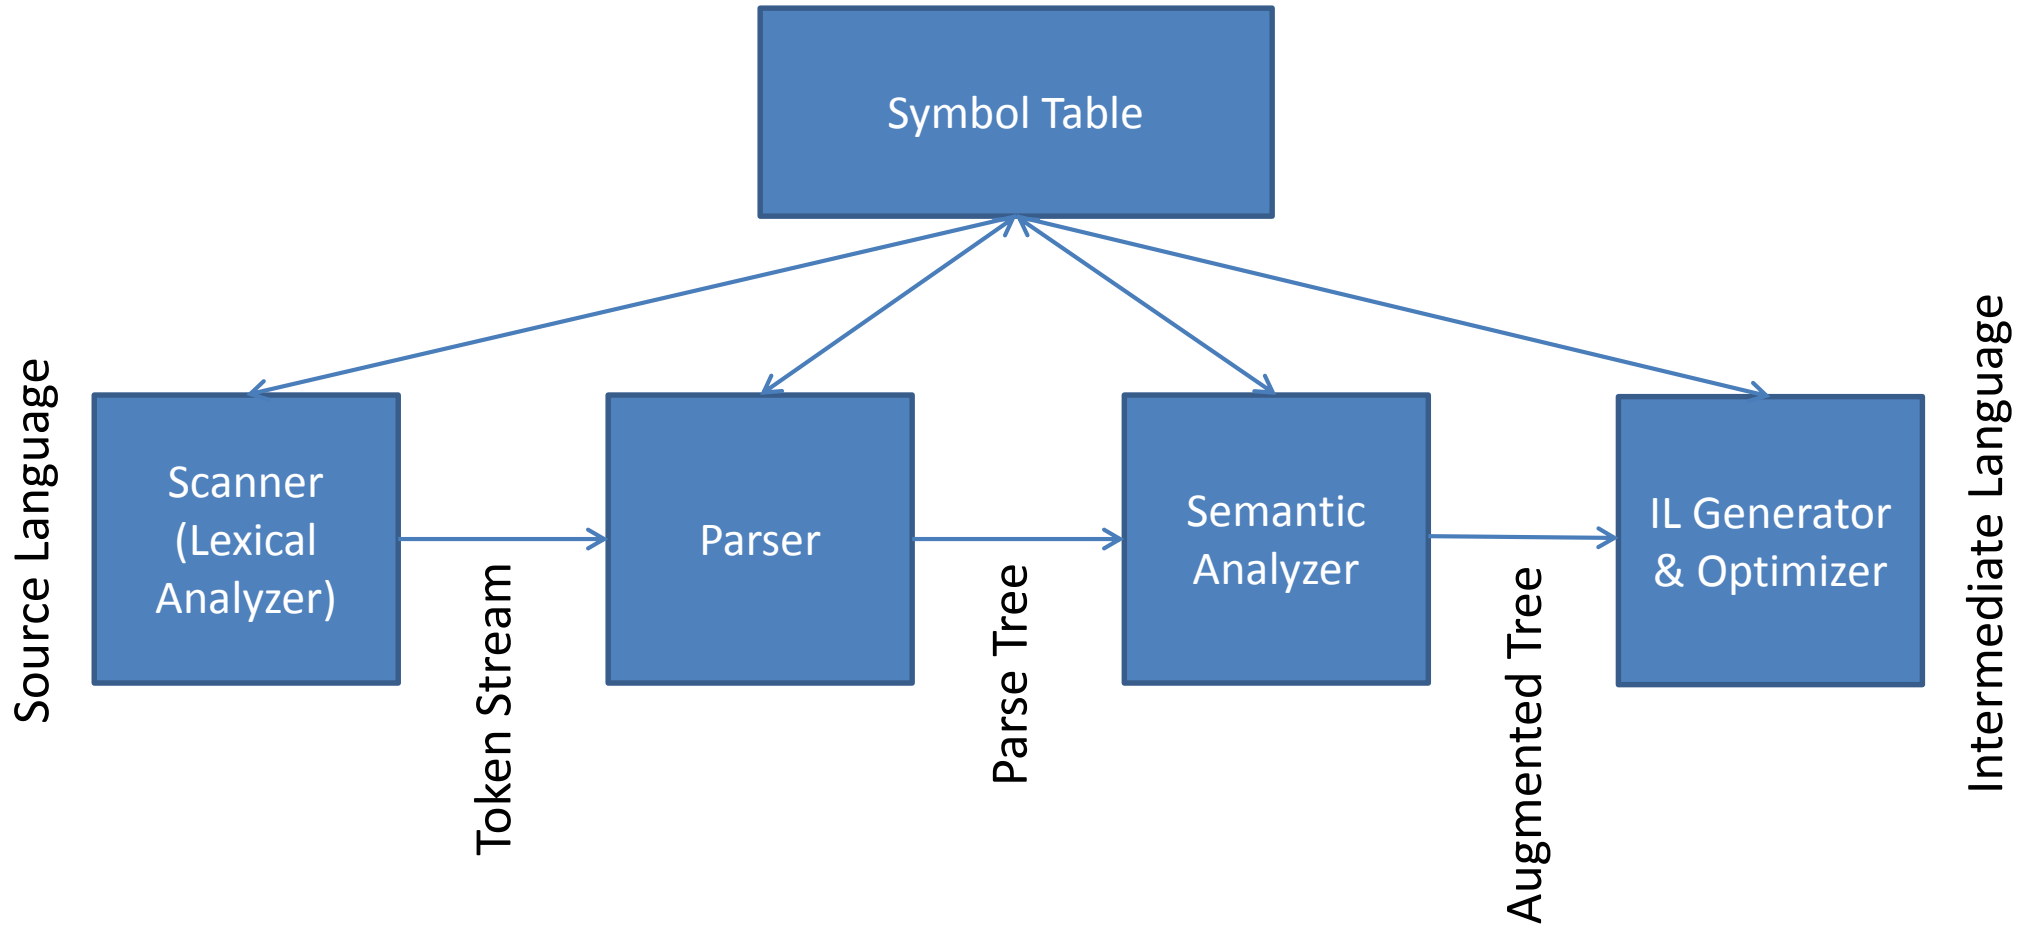 Symbol Table
Source Language
Scanner
(Lexical
Analyzer)
Token Stream
Parser
Parse Tree
Semantic
Analyzer
Augmented Tree
IL Generator
& Optimizer
Intermediate Language